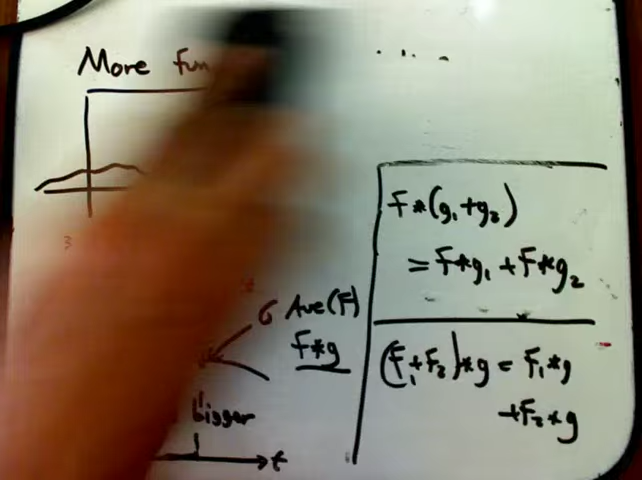 More fun
F*(g₁+g₂)
= F*g₁ + F*g₂
Ave(F)
F*g
(F₁+F₂)*g = F₁*g
+F₂*g
bigger
t